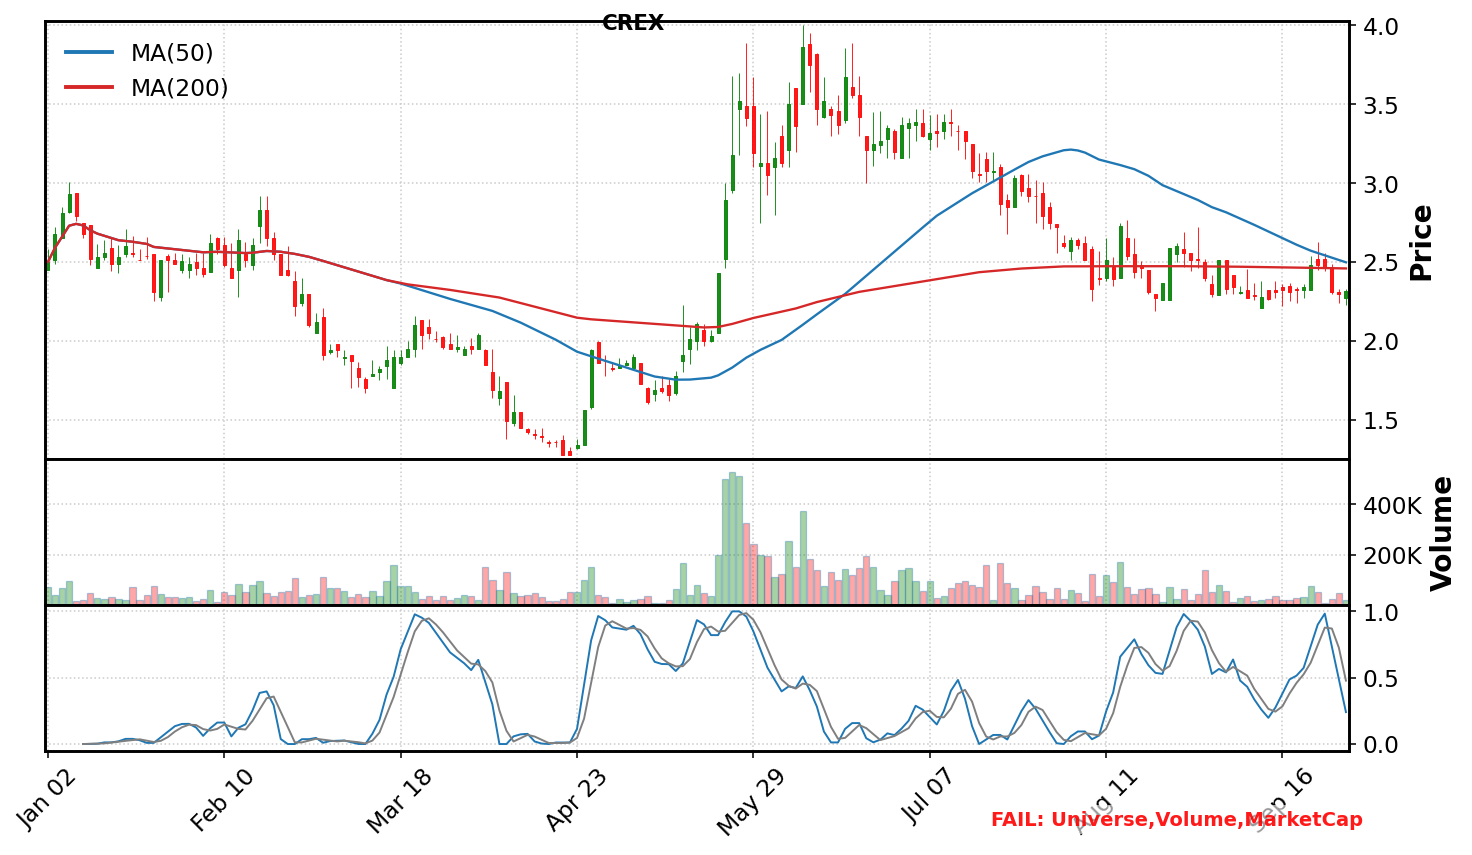 CREX
MA(50)
MA(200)
4.0
3.5
3.0
2.5
2.0
1.5
Price
400K
200K
Volume
1.0
0.5
0.0
Jan 02
Feb 10
Mar 18
Apr 23
May 29
Jul 07
Aug 11
Sep 16
FAIL: Universe,Volume,MarketCap